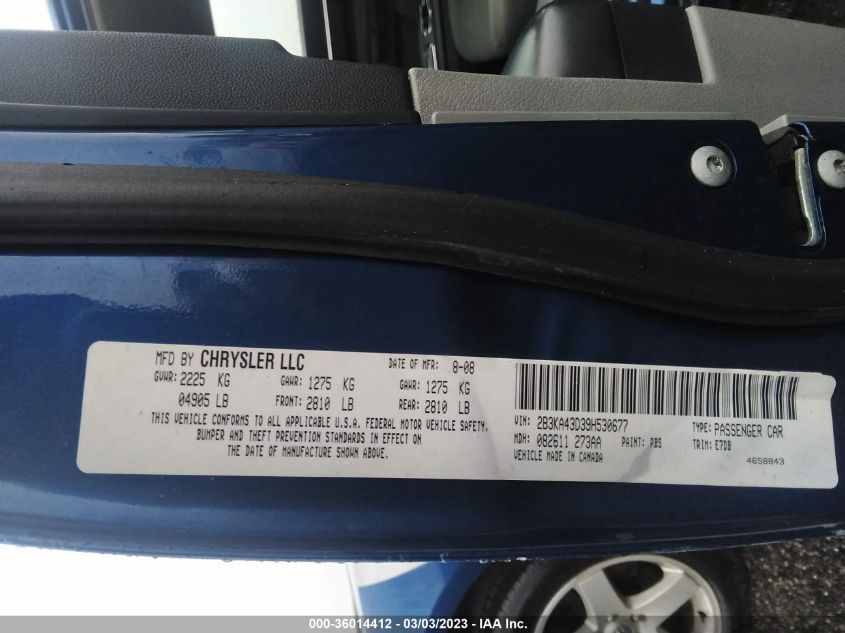 MFD BY CHRYSLER LLC DATE OF MFR: 8-08
GVWR: 2225 KG GAWR: 1275 KG GAWR: 1275 KG
04905 LB FRONT: 2810 LB REAR: 2810 LB
THIS VEHICLE CONFORMS TO ALL APPLICABLE U.S.A. FEDERAL MOTOR VEHICLE SAFETY,
BUMPER AND THEFT PREVENTION STANDARDS IN EFFECT ON
THE DATE OF MANUFACTURE SHOWN ABOVE.
VIN: 2B3KA43D39H530677 TYPE: PASSENGER CAR
MDH: 082611 273AA PAINT: PBS TRIM: E7DB
VEHICLE MADE IN CANADA 4658843
000-36014412 - 03/03/2023 - IAA Inc.